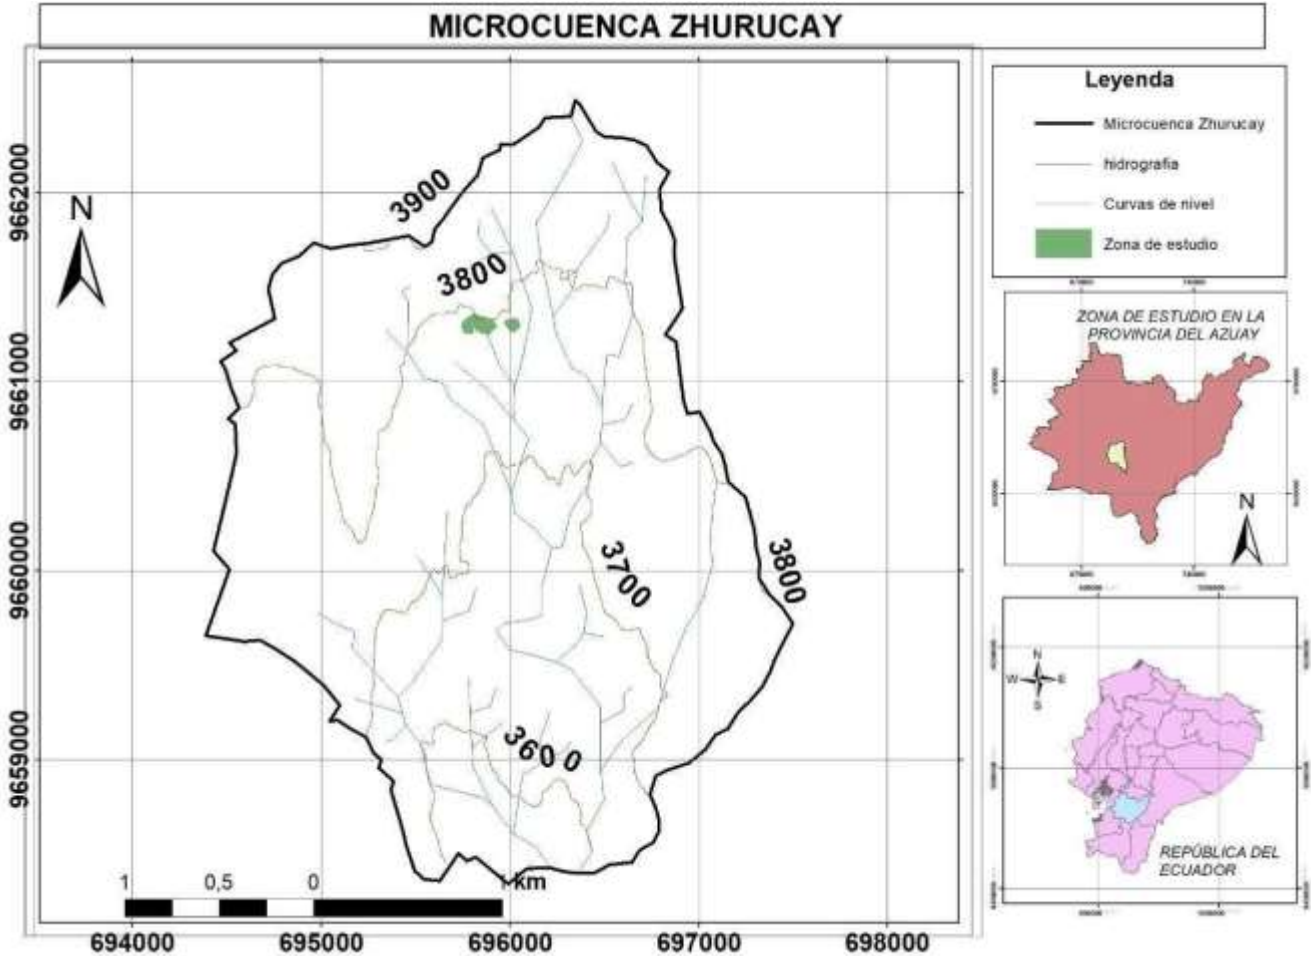 MICROCUENCA ZHURUCAY
Leyenda
Microcuenca Zhurucay
hidrografia
Curvas de nivel
Zona de estudio
N
3900
3800
3800
3700
3600
9662000
9661000
9660000
9659000
694000
695000
696000
697000
698000
1
0,5
0
1 km
ZONA DE ESTUDIO EN LA
PROVINCIA DEL AZUAY
N
N
W
E
S
REPÚBLICA DEL
ECUADOR